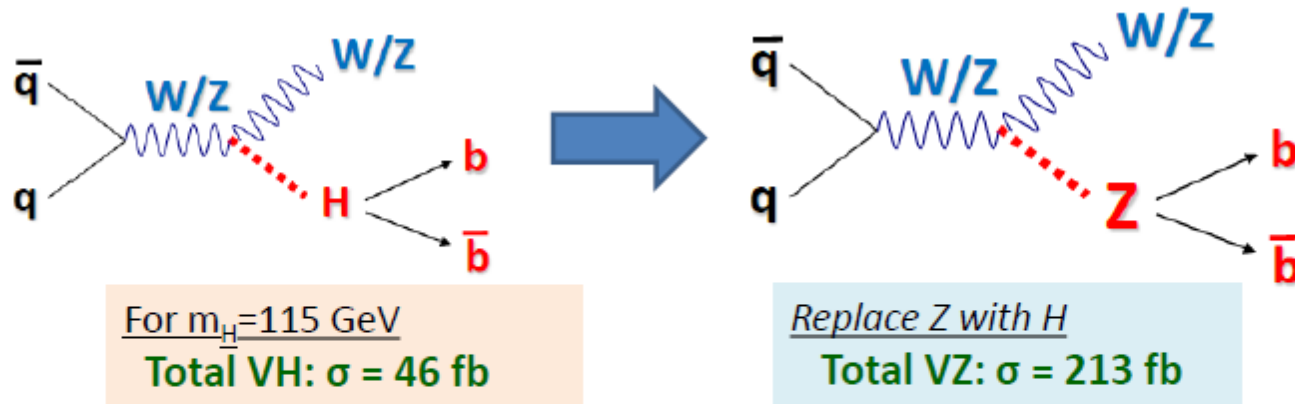 q̅
W/Z
W/Z
q
H
b
b̅
For m_H=115 GeV
Total VH: σ = 46 fb
q̅
W/Z
W/Z
q
Z
b
b̅
Replace Z with H
Total VZ: σ = 213 fb